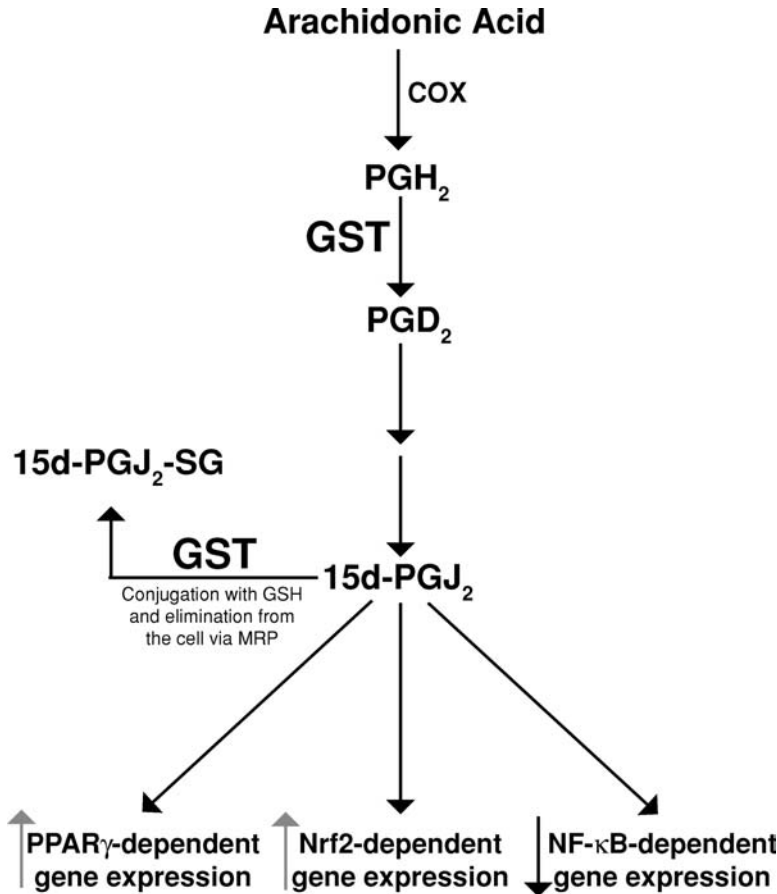 Arachidonic Acid
COX
PGH₂
GST
PGD₂
15d-PGJ₂-SG
GST
15d-PGJ₂
Conjugation with GSH
and elimination from
the cell via MRP
PPARγ-dependent
gene expression
Nrf2-dependent
gene expression
NF-κB-dependent
gene expression